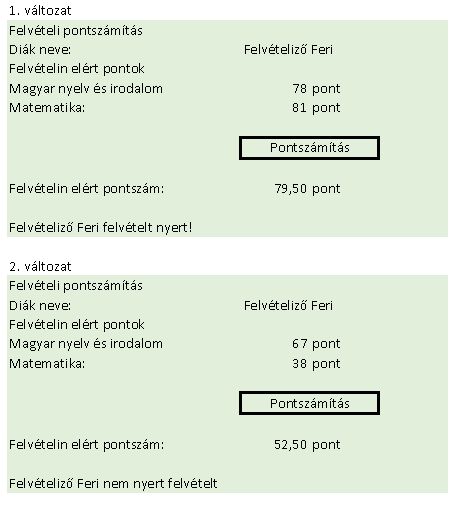 1. változat
Felvételi pontszámítás
Diák neve: Felvételiző Feri
Felvételin elért pontok
Magyar nyelv és irodalom 78 pont
Matematika: 81 pont
Pontszámítás
Felvételin elért pontszám: 79,50 pont
Felvételiző Feri felvételt nyert!
2. változat
Felvételi pontszámítás
Diák neve: Felvételiző Feri
Felvételin elért pontok
Magyar nyelv és irodalom 67 pont
Matematika: 38 pont
Pontszámítás
Felvételin elért pontszám: 52,50 pont
Felvételiző Feri nem nyert felvételt